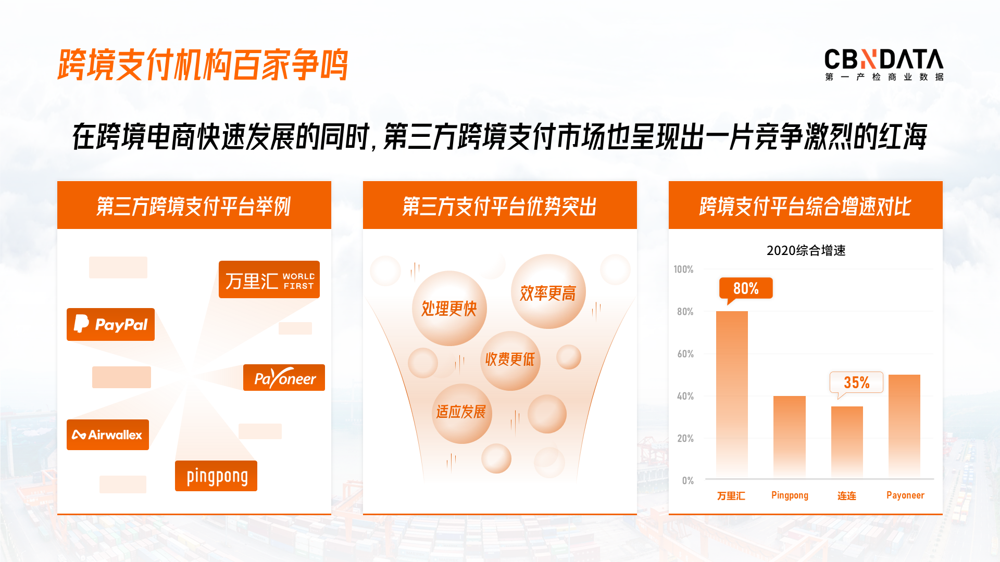 跨境支付机构百家争鸣
CBNDATA
第一产检商业数据
在跨境电商快速发展的同时,第三方跨境支付市场也呈现出一片竞争激烈的红海
第三方跨境支付平台举例
万里汇 WORLD FIRST
PayPal
Payoneer
Airwallex
pingpong
第三方支付平台优势突出
处理更快
效率更高
收费更低
适应发展
跨境支付平台综合增速对比
2020综合增速
100%
80%
60%
40%
20%
0%
80%
35%
万里汇
Pingpong
连连
Payoneer